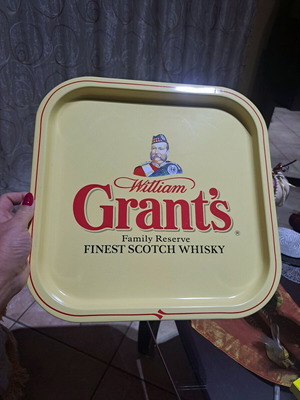 William
Grant's®
Family Reserve
FINEST SCOTCH WHISKY